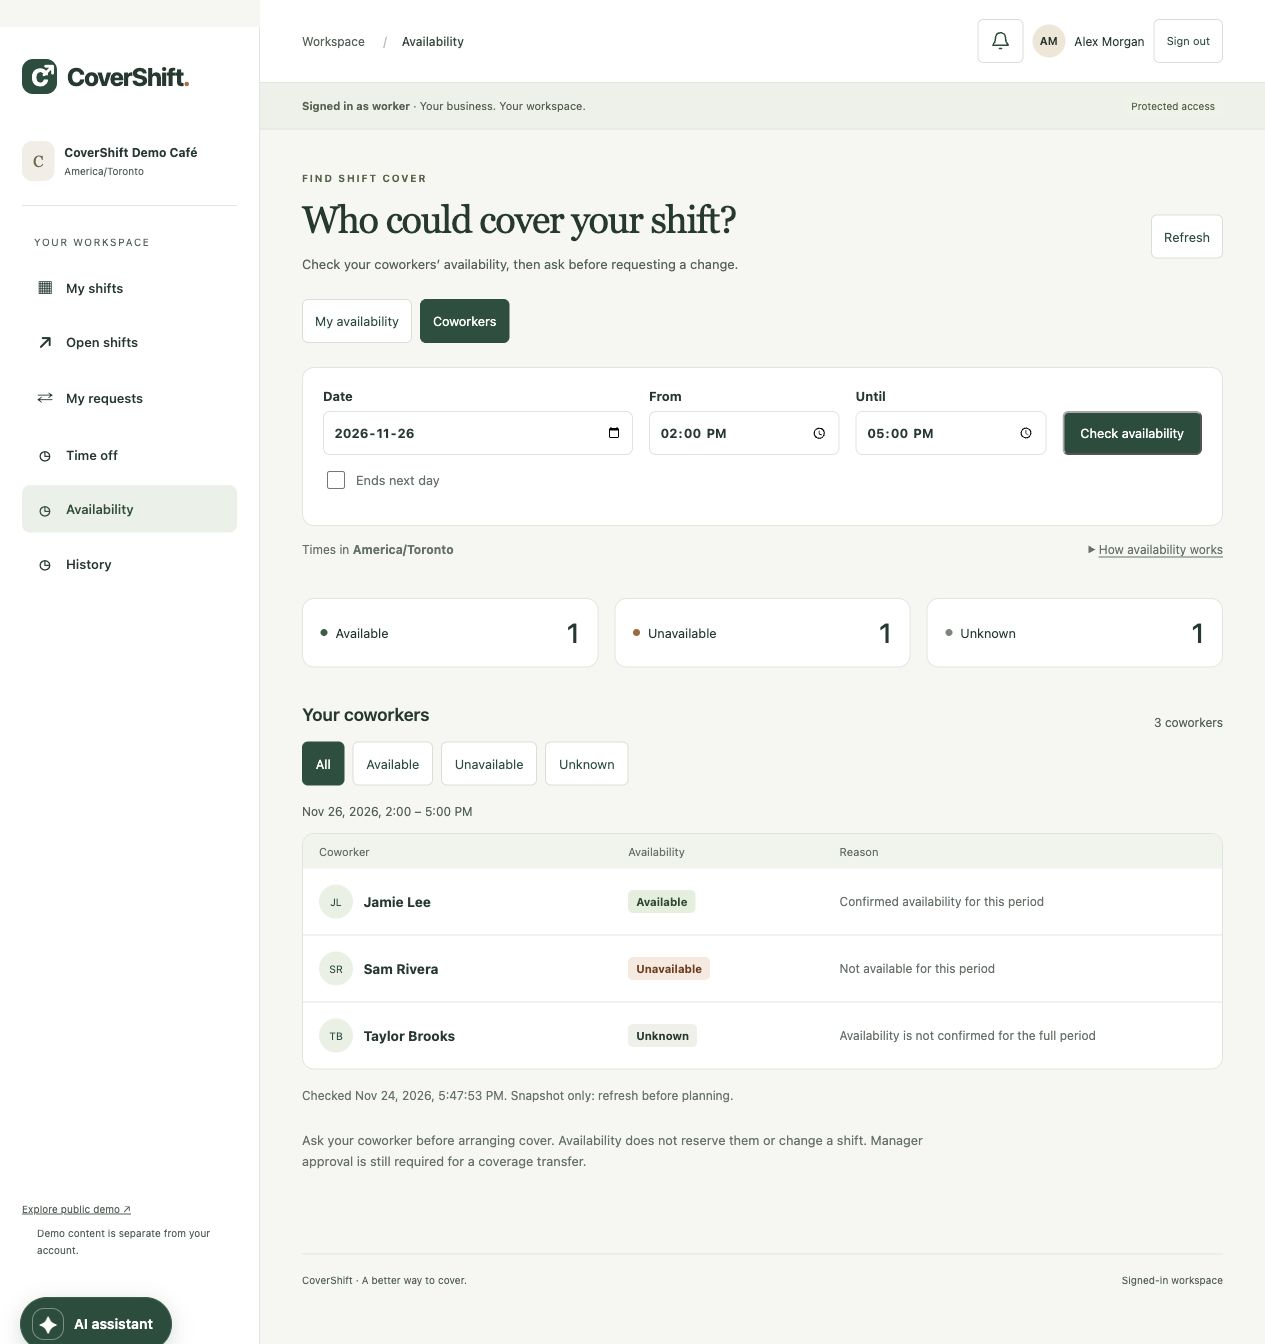 CoverShift.
C
CoverShift Demo Café
America/Toronto
YOUR WORKSPACE
My shifts
Open shifts
My requests
Time off
Availability
History
Explore public demo ↗
Demo content is separate from your
account.
AI assistant
Workspace / Availability
AM Alex Morgan Sign out
Signed in as worker · Your business. Your workspace.
Protected access
FIND SHIFT COVER
Who could cover your shift?
Refresh
Check your coworkers’ availability, then ask before requesting a change.
My availability Coworkers
Date From Until
2026-11-26 02:00 PM 05:00 PM Check availability
Ends next day
Times in America/Toronto
How availability works
Available 1
Unavailable 1
Unknown 1
Your coworkers
3 coworkers
All Available Unavailable Unknown
Nov 26, 2026, 2:00 – 5:00 PM
Coworker Availability Reason
JL Jamie Lee Available Confirmed availability for this period
SR Sam Rivera Unavailable Not available for this period
TB Taylor Brooks Unknown Availability is not confirmed for the full period
Checked Nov 24, 2026, 5:47:53 PM. Snapshot only: refresh before planning.
Ask your coworker before arranging cover. Availability does not reserve them or change a shift. Manager
approval is still required for a coverage transfer.
CoverShift · A better way to cover.
Signed-in workspace